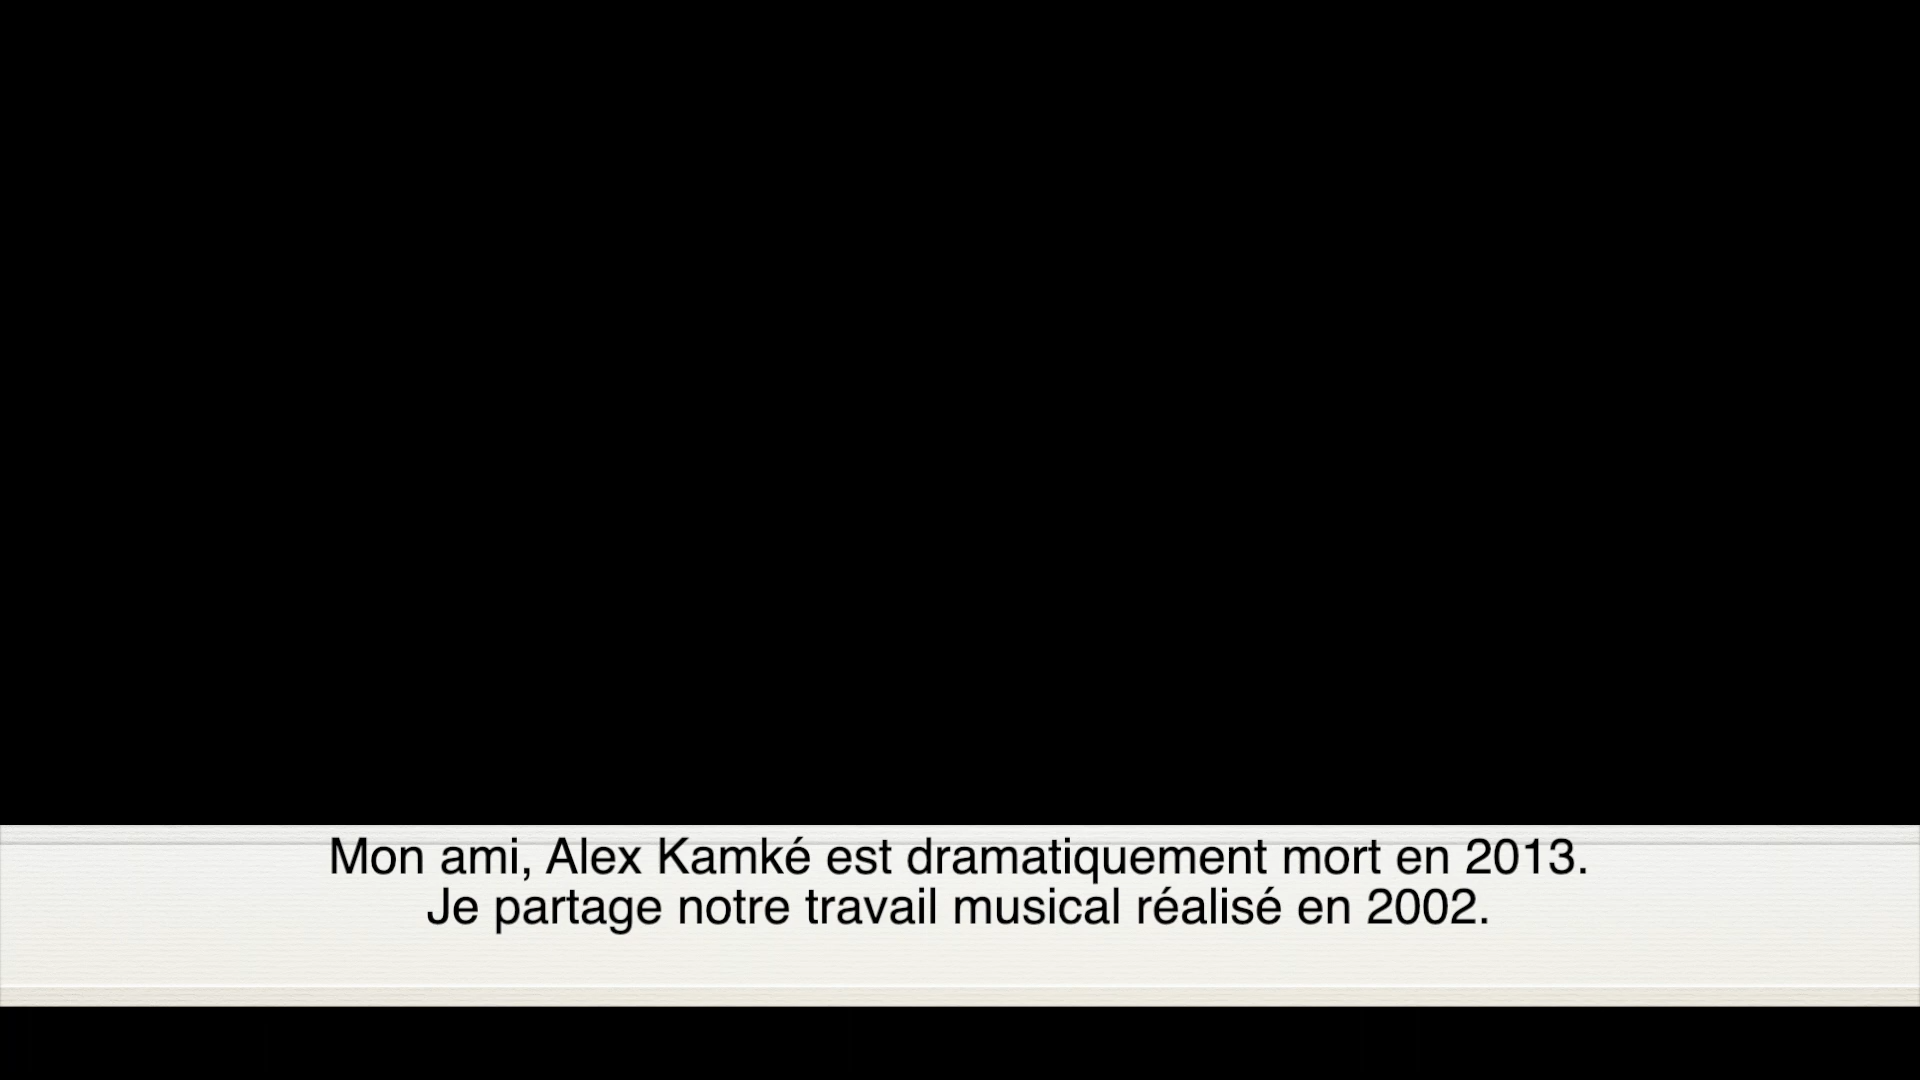 Mon ami, Alex Kamké est dramatiquement mort en 2013.
Je partage notre travail musical réalisé en 2002.